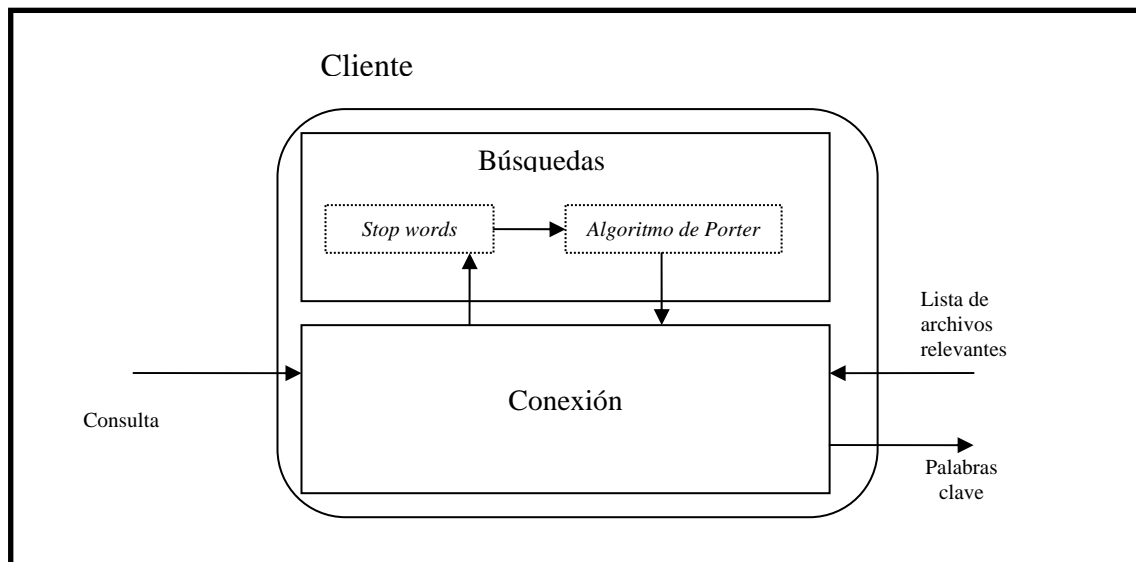 Cliente
Búsquedas
Stop words
Algoritmo de Porter
Lista de
archivos
relevantes
Conexión
Consulta
Palabras
clave